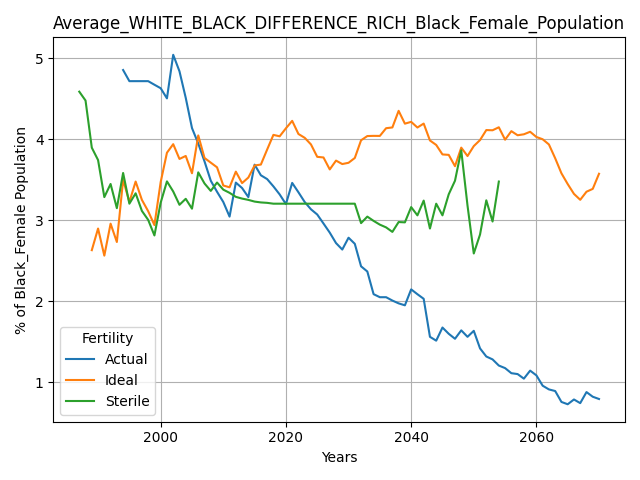 Average_WHITE_BLACK_DIFFERENCE_RICH_Black_Female_Population
% of Black_Female Population
5
4
3
2
1
Fertility
Actual
Ideal
Sterile
2000 2020 2040 2060
Years